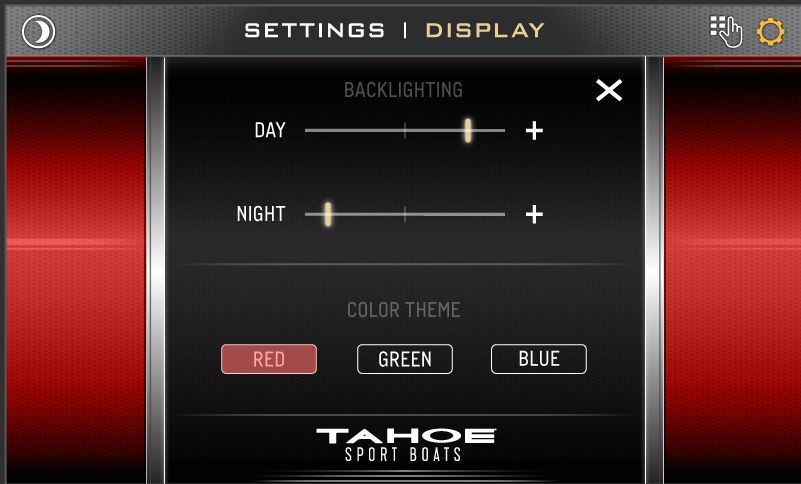 SETTINGS | DISPLAY
BACKLIGHTING
DAY
NIGHT
COLOR THEME
RED GREEN BLUE
TAHOE
SPORT BOATS